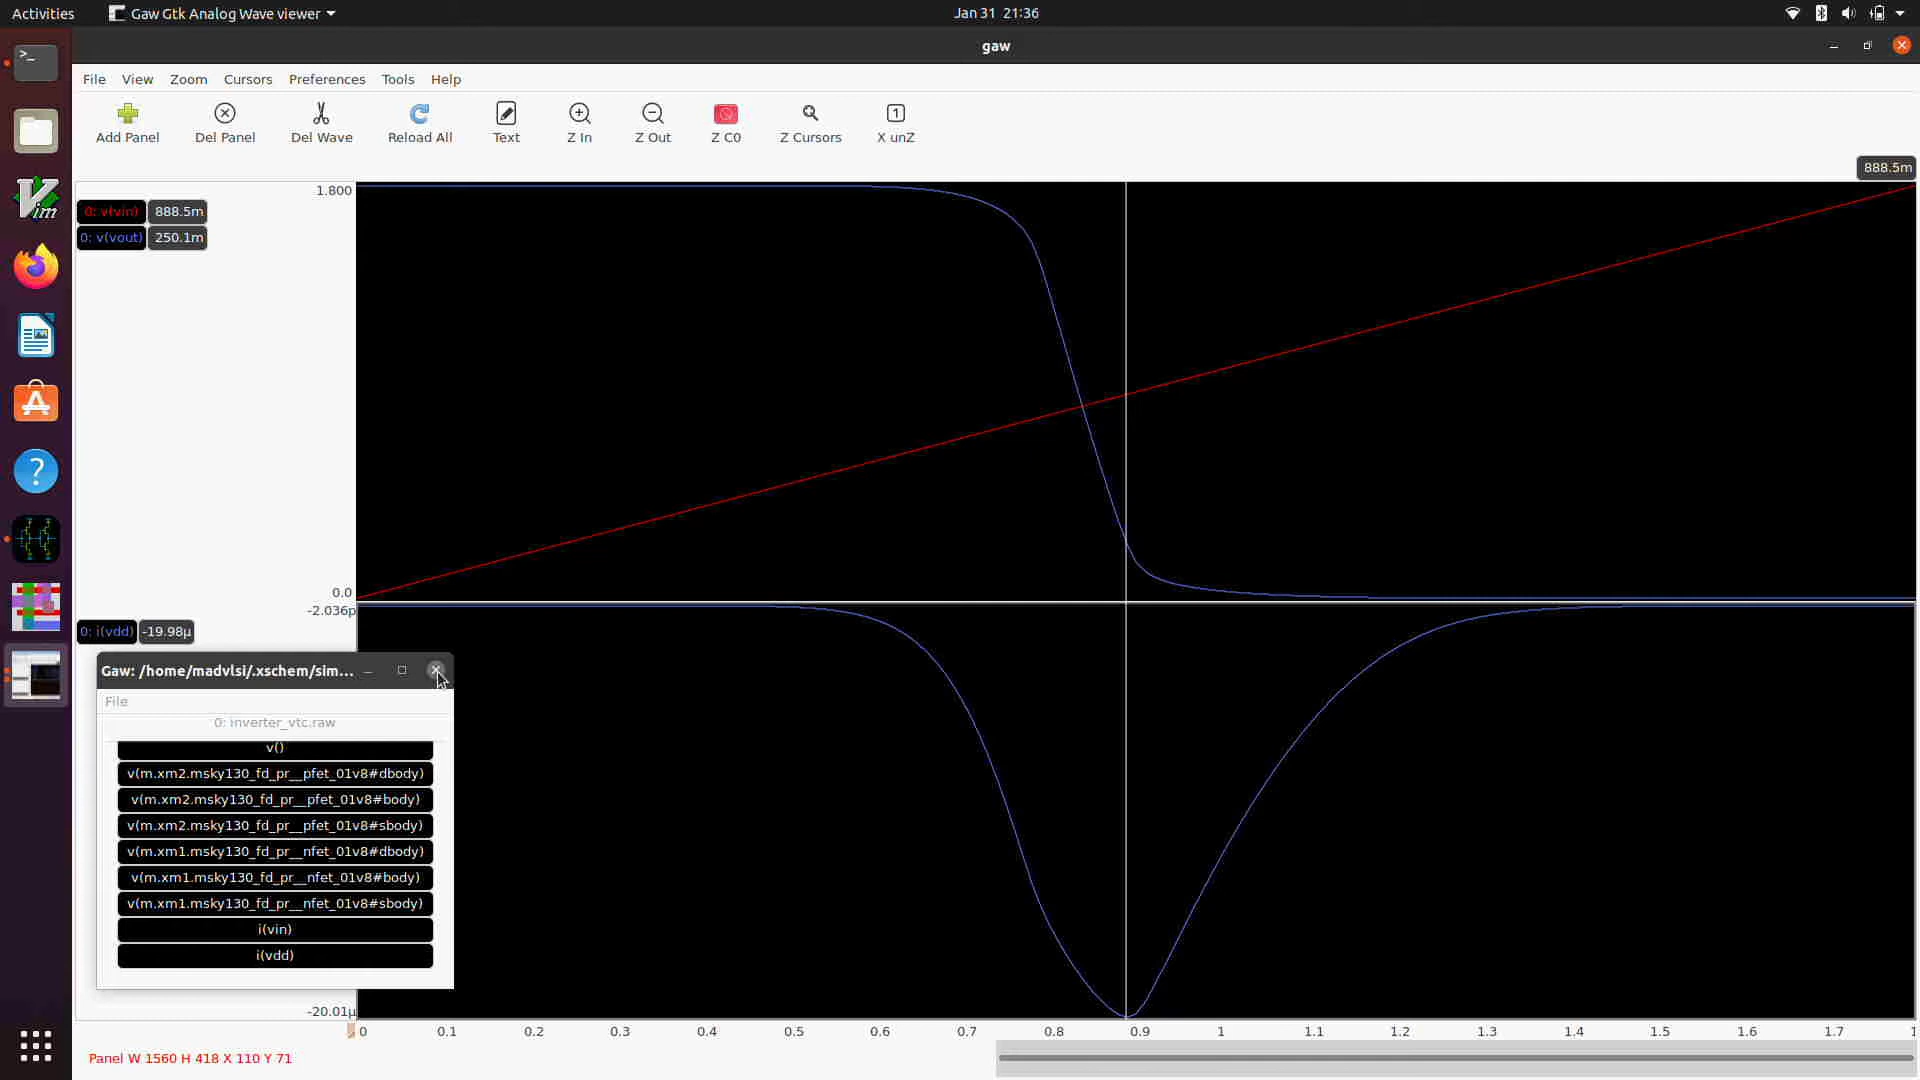 Activities Gaw Gtk Analog Wave viewer Jan 31 21:36
gaw
File View Zoom Cursors Preferences Tools Help
Add Panel Del Panel Del Wave Reload All Text Z In Z Out Z C0 Z Cursors X unZ
888.5m
1.800
0: v(vin) 888.5m
0: v(vout) 250.1m
0.0
-2.036p
0: i(vdd) -19.98µ
Gaw: /home/madvlsi/.xschem/sim...
File
0: inverter_vtc.raw
v()
v(m.xm2.msky130_fd_pr__pfet_01v8#dbody)
v(m.xm2.msky130_fd_pr__pfet_01v8#body)
v(m.xm2.msky130_fd_pr__pfet_01v8#sbody)
v(m.xm1.msky130_fd_pr__nfet_01v8#dbody)
v(m.xm1.msky130_fd_pr__nfet_01v8#body)
v(m.xm1.msky130_fd_pr__nfet_01v8#sbody)
i(vin)
i(vdd)
-20.01µ
0 0.1 0.2 0.3 0.4 0.5 0.6 0.7 0.8 0.9 1 1.1 1.2 1.3 1.4 1.5 1.6 1.7
Panel W 1560 H 418 X 110 Y 71